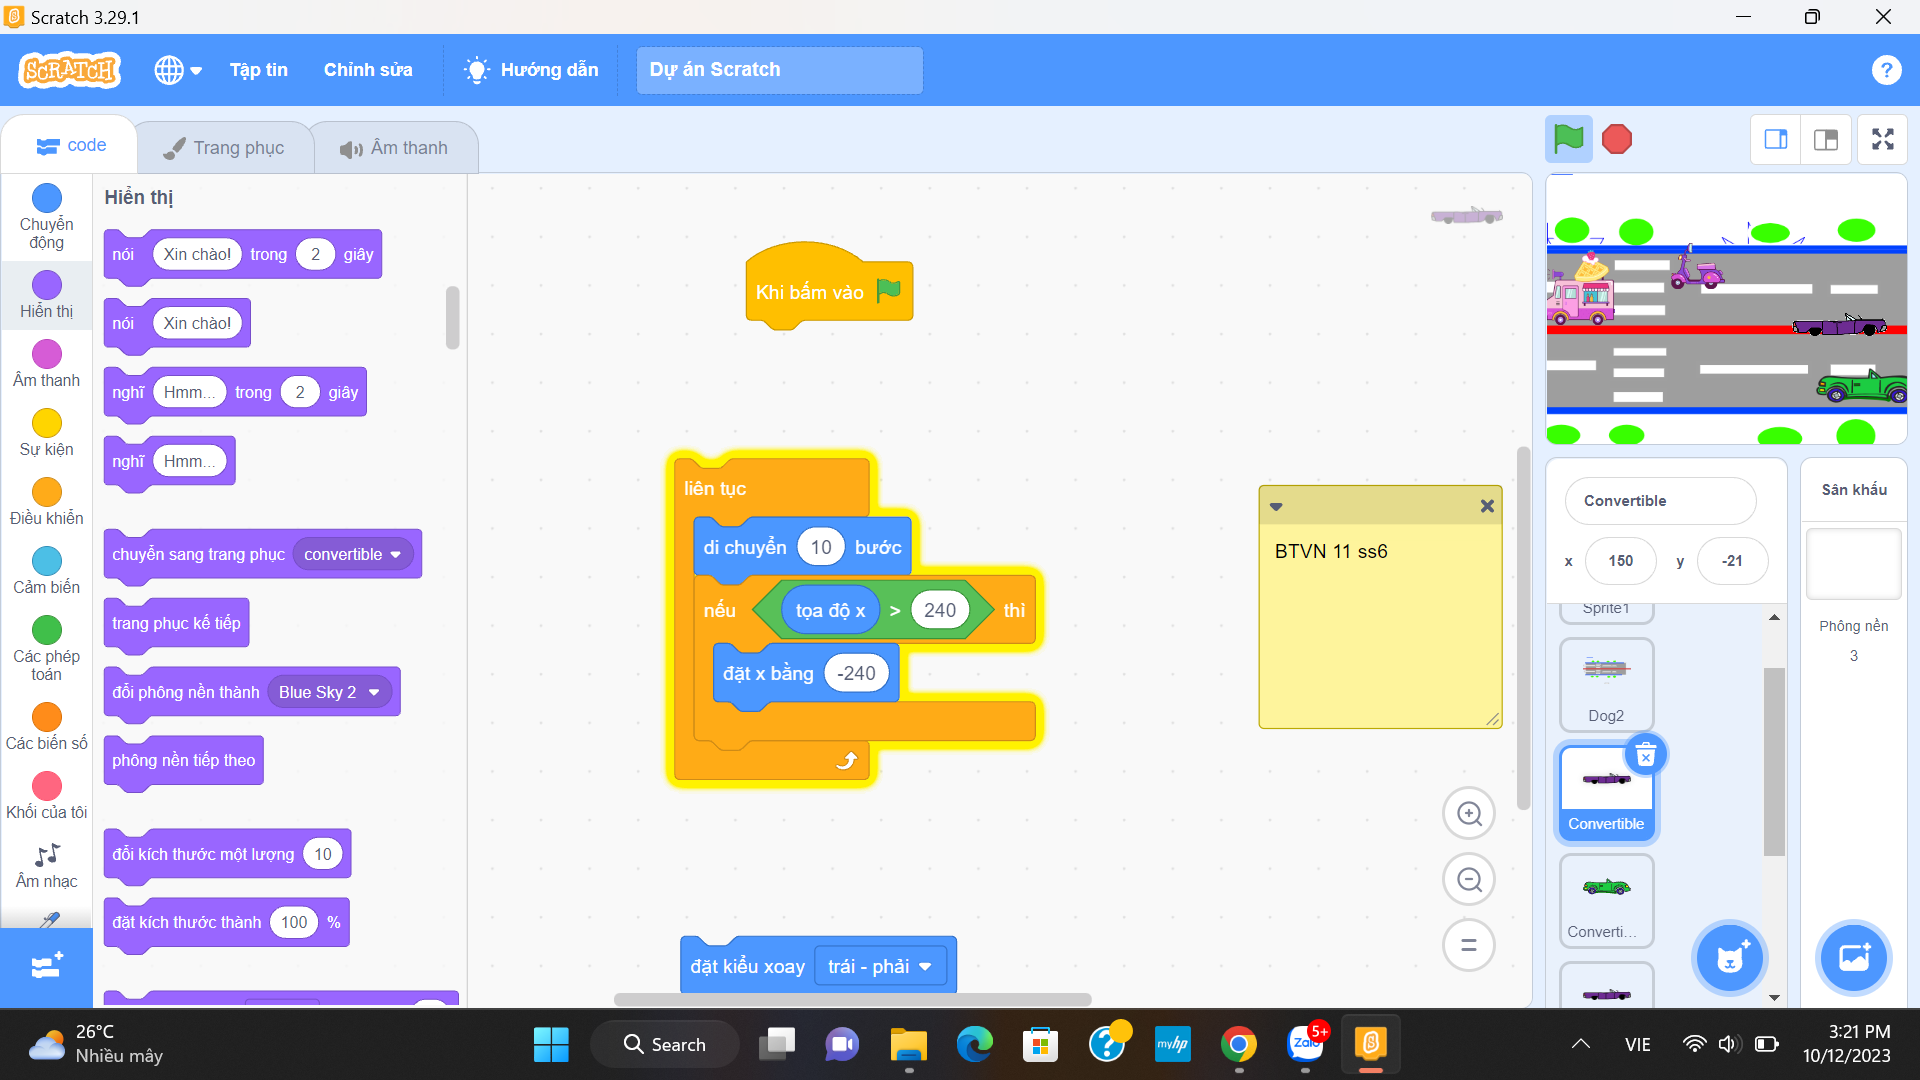 Scratch 3.29.1
SCRATCH
Tập tin
Chỉnh sửa
Hướng dẫn
Dự án Scratch
?
code
Trang phục
Âm thanh
Chuyển
động
Hiển thị
Âm thanh
Sự kiện
Điều khiển
Cảm biến
Các phép
toán
Các biến số
Khối của tôi
Âm nhạc
Hiển thị
nói Xin chào! trong 2 giây
nói Xin chào!
nghĩ Hmm... trong 2 giây
nghĩ Hmm...
chuyển sang trang phục convertible
trang phục kế tiếp
đổi phông nền thành Blue Sky 2
phông nền tiếp theo
đổi kích thước một lượng 10
đặt kích thước thành 100 %
Khi bấm vào
liên tục
di chuyển 10 bước
nếu tọa độ x > 240 thì
đặt x bằng -240
đặt kiểu xoay trái - phải
BTVN 11 ss6
Convertible
x 150 y -21
Sprite1
Dog2
Convertible
Converti...
Sân khấu
Phông nền
3
26°C
Nhiều mây
Search
myhp
Zalo
5+
VIE
3:21 PM
10/12/2023